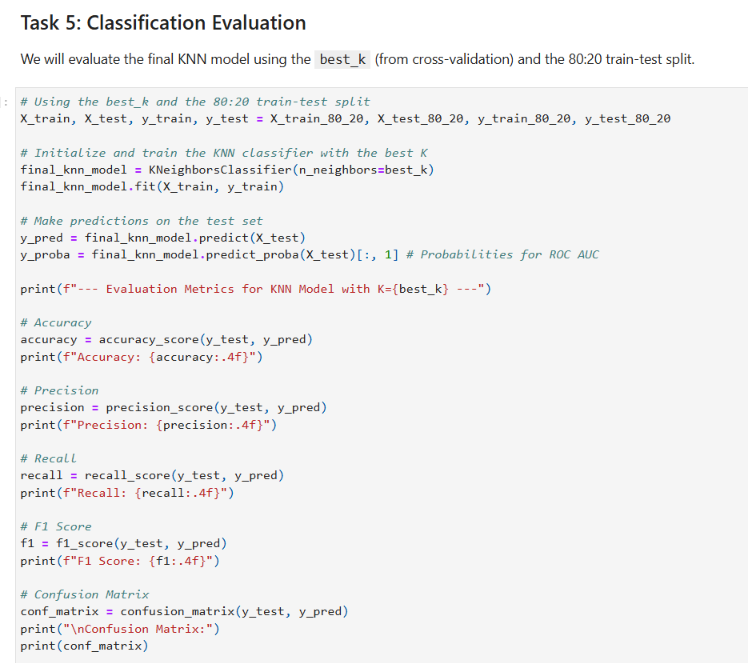 Task 5: Classification Evaluation
We will evaluate the final KNN model using the best_k (from cross-validation) and the 80:20 train-test split.
: # Using the best_k and the 80:20 train-test split
X_train, X_test, y_train, y_test = X_train_80_20, X_test_80_20, y_train_80_20, y_test_80_20
# Initialize and train the KNN classifier with the best K
final_knn_model = KNeighborsClassifier(n_neighbors=best_k)
final_knn_model.fit(X_train, y_train)
# Make predictions on the test set
y_pred = final_knn_model.predict(X_test)
y_proba = final_knn_model.predict_proba(X_test)[:, 1] # Probabilities for ROC AUC
print(f"--- Evaluation Metrics for KNN Model with K={best_k} ---")
# Accuracy
accuracy = accuracy_score(y_test, y_pred)
print(f"Accuracy: {accuracy:.4f}")
# Precision
precision = precision_score(y_test, y_pred)
print(f"Precision: {precision:.4f}")
# Recall
recall = recall_score(y_test, y_pred)
print(f"Recall: {recall:.4f}")
# F1 Score
f1 = f1_score(y_test, y_pred)
print(f"F1 Score: {f1:.4f}")
# Confusion Matrix
conf_matrix = confusion_matrix(y_test, y_pred)
print("\nConfusion Matrix:")
print(conf_matrix)